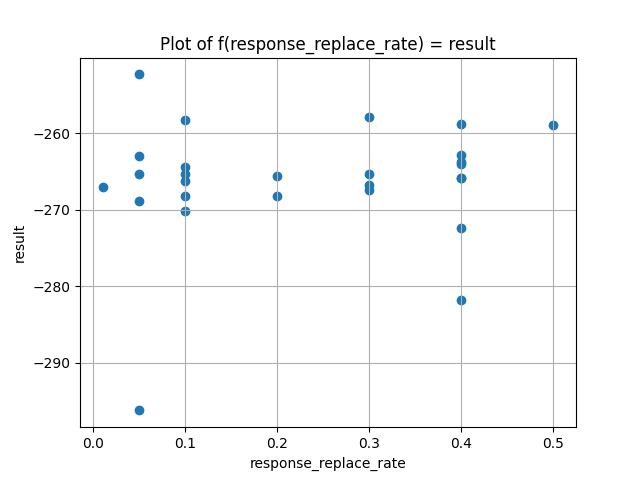 Plot of f(response_replace_rate) = result
−260
−270
−280
−290
result
0.0 0.1 0.2 0.3 0.4 0.5
response_replace_rate